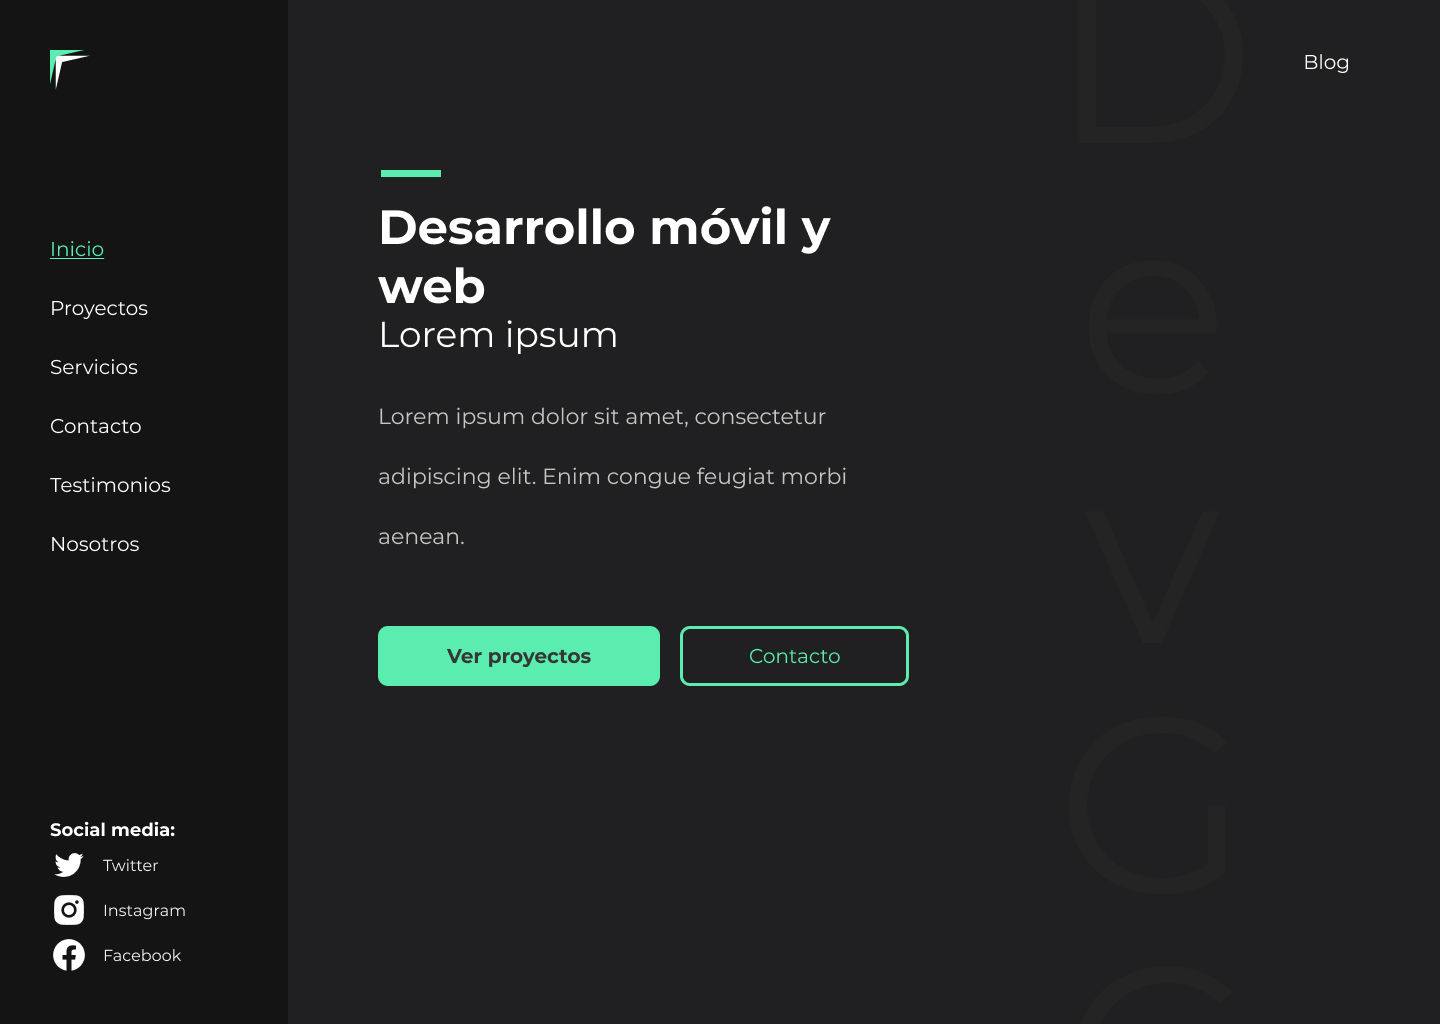 Blog
Inicio
Proyectos
Servicios
Contacto
Testimonios
Nosotros
Desarrollo móvil y
web
Lorem ipsum
Lorem ipsum dolor sit amet, consectetur
adipiscing elit. Enim congue feugiat morbi
aenean.
Ver proyectos
Contacto
Social media:
Twitter
Instagram
Facebook
D
e
v
G